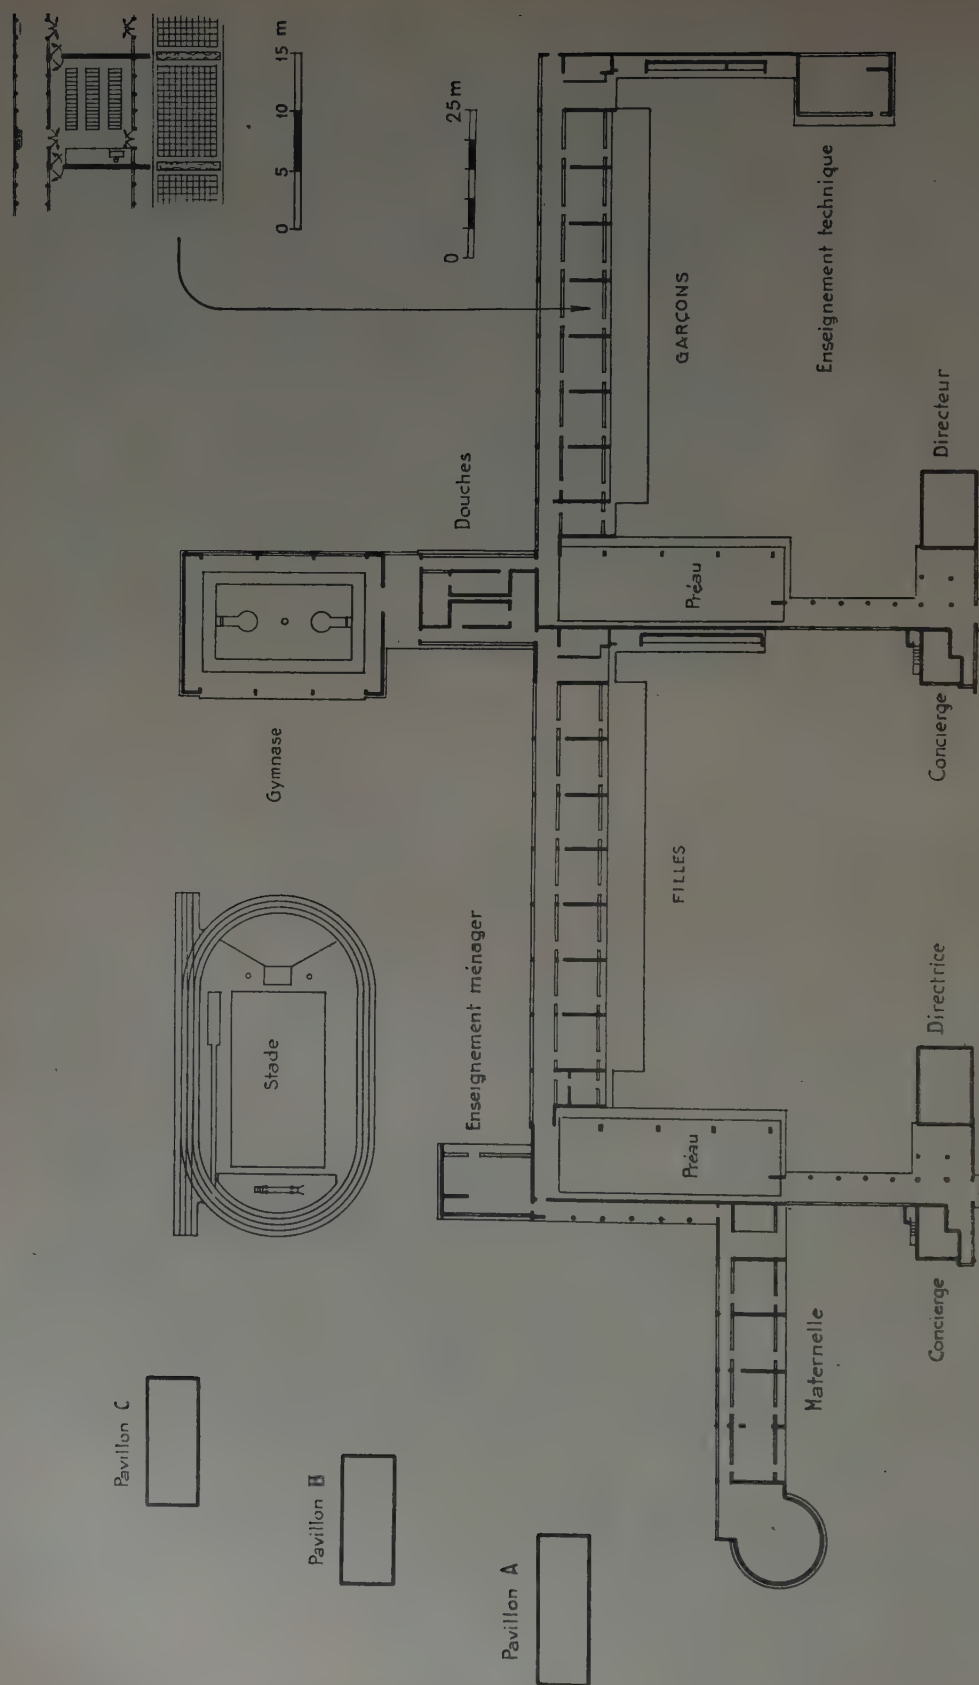 Pavillon C
Pavillon B
Pavillon A
Stade
Gymnase
Enseignement ménager
Douches
0 5 10 15 m
0 25 m
Maternelle
Préau
FILLES
Préau
GARÇONS
Enseignement technique
Concierge
Directrice
Concierge
Directeur